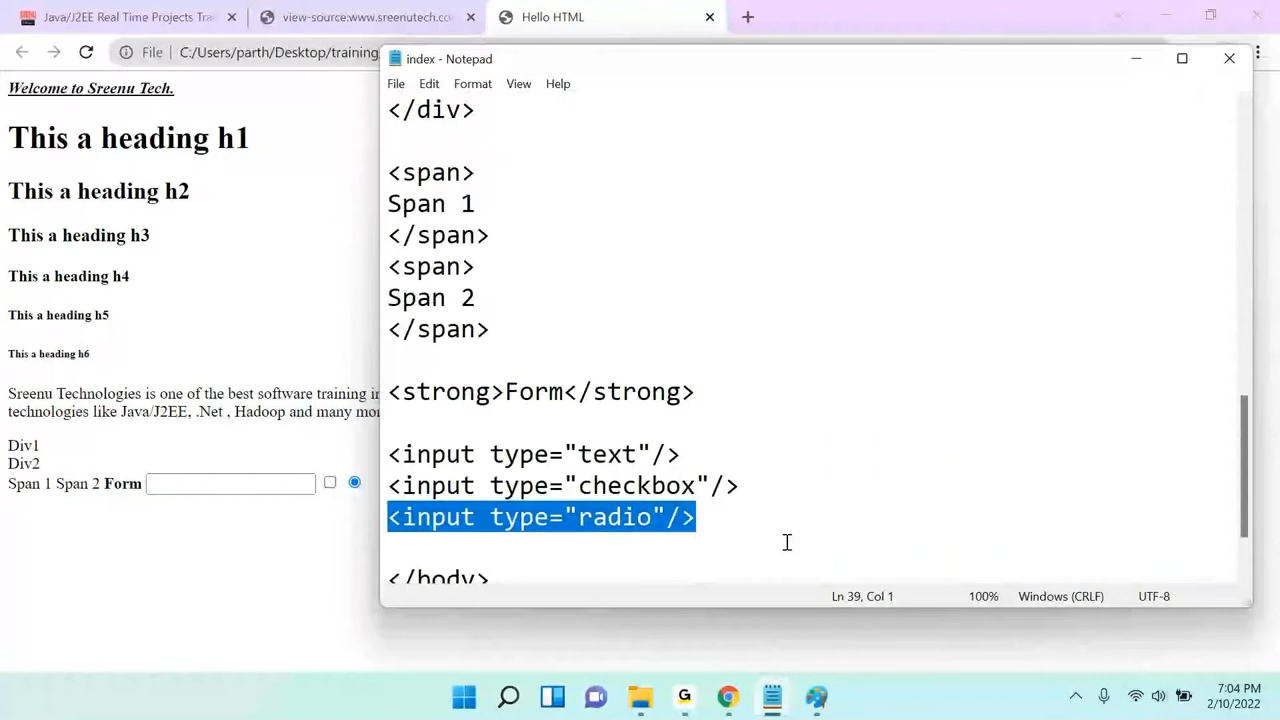 Java/J2EE Real Time Projects Trai
view-source:www.sreenutech.com
Hello HTML
File
C:/Users/parth/Desktop/training
Welcome to Sreenu Tech.
This a heading h1
This a heading h2
This a heading h3
This a heading h4
This a heading h5
This a heading h6
Sreenu Technologies is one of the best software training in
technologies like Java/J2EE, .Net , Hadoop and many mor
Div1
Div2
Span 1 Span 2 Form
index - Notepad
File Edit Format View Help
</div>
<span>
Span 1
</span>
<span>
Span 2
</span>
<strong>Form</strong>
<input type="text"/>
<input type="checkbox"/>
<input type="radio"/>
</body>
Ln 39, Col 1 100% Windows (CRLF) UTF-8
G
7:04 PM
2/10/2022